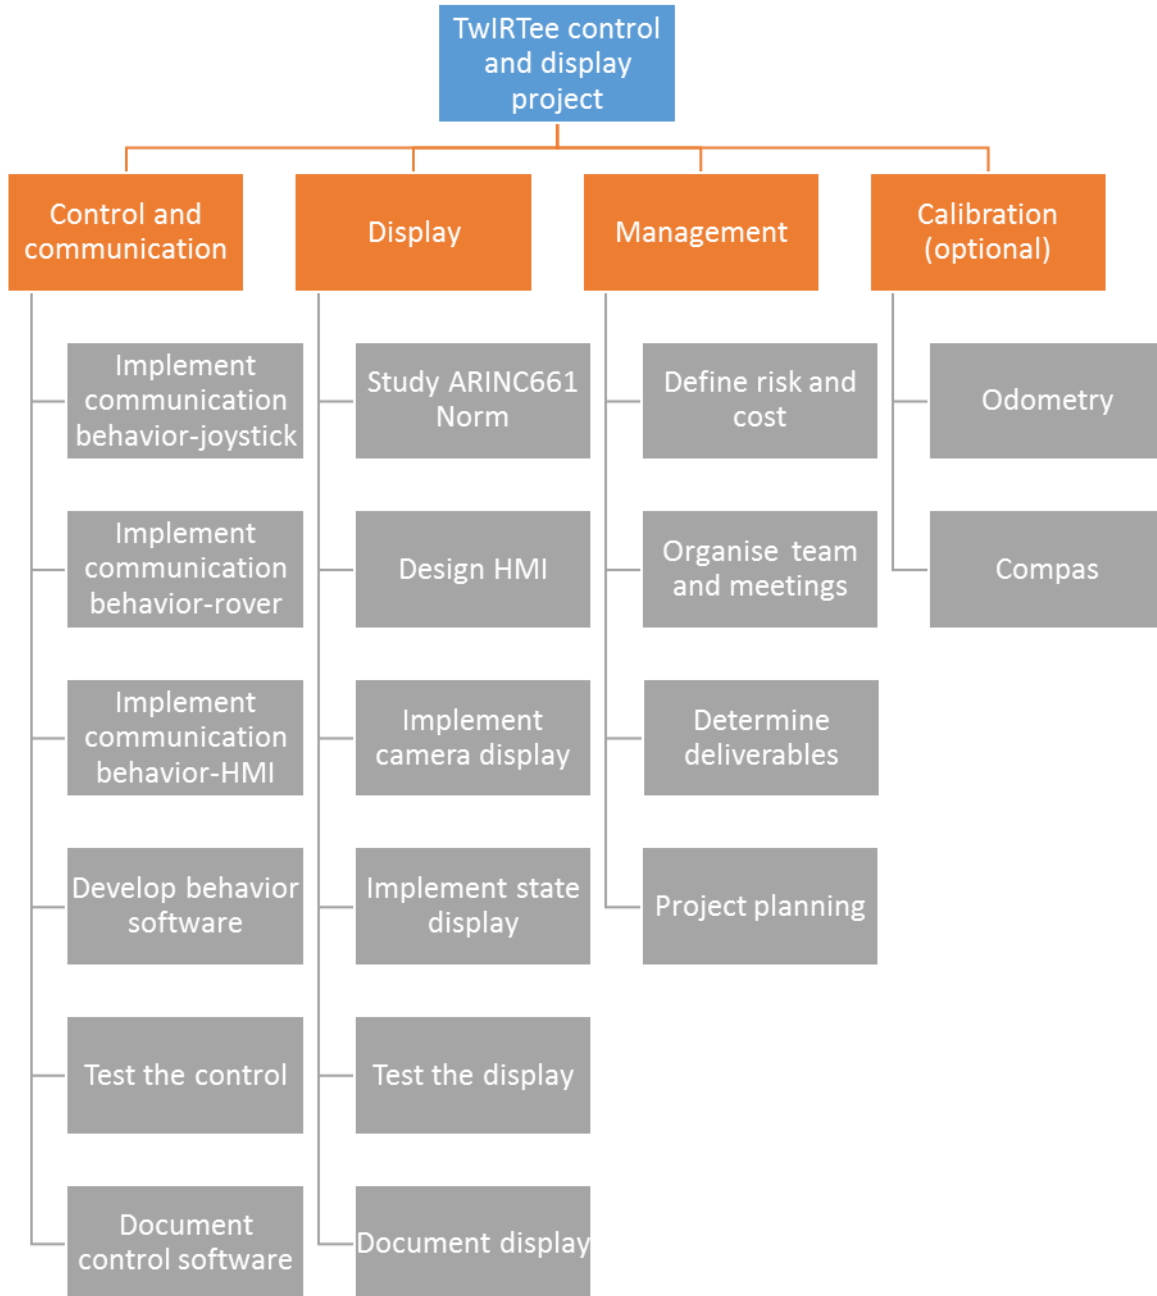 TwIRTee control
and display
project
Control and
communication
Display
Management
Calibration
(optional)
Implement
communication
behavior-joystick
Implement
communication
behavior-rover
Implement
communication
behavior-HMI
Develop behavior
software
Test the control
Document
control software
Study ARINC661
Norm
Design HMI
Implement
camera display
Implement state
display
Test the display
Document display
Define risk and
cost
Organise team
and meetings
Determine
deliverables
Project planning
Odometry
Compas